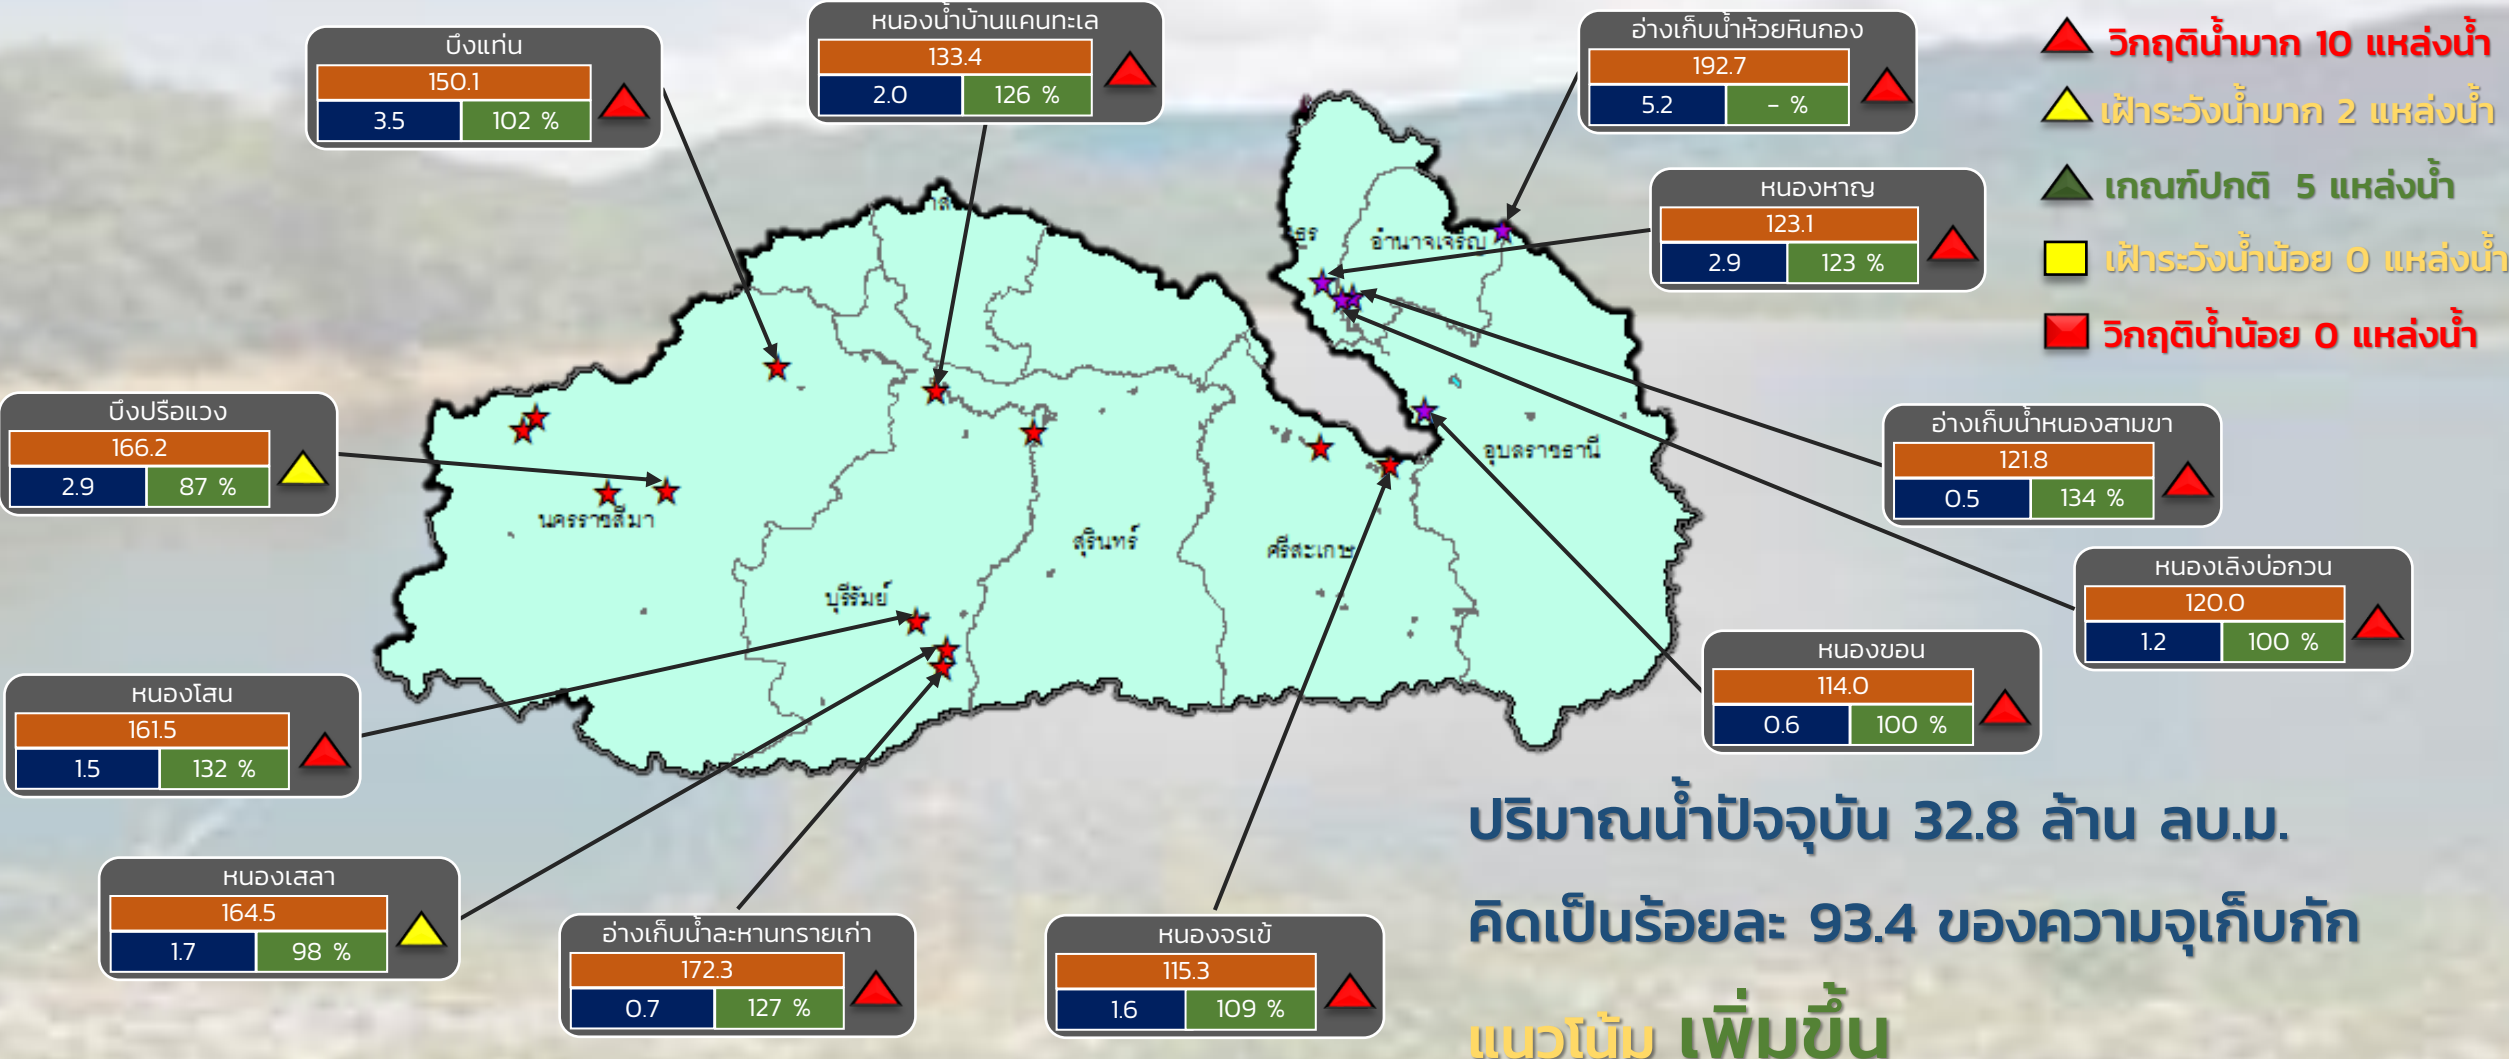 บึงแท่น
150.1
3.5 102 %
หนองน้ำบ้านแคนทะเล
133.4
2.0 126 %
อ่างเก็บน้ำห้วยหินกอง
192.7
5.2 - %
วิกฤติน้ำมาก 10 แหล่งน้ำ
เฝ้าระวังน้ำมาก 2 แหล่งน้ำ
เกณฑ์ปกติ 5 แหล่งน้ำ
เฝ้าระวังน้ำน้อย 0 แหล่งน้ำ
วิกฤติน้ำน้อย 0 แหล่งน้ำ
หนองหาญ
123.1
2.9 123 %
อำนาจเจริญ
บึงปรือแวง
166.2
2.9 87 %
อ่างเก็บน้ำหนองสามขา
121.8
0.5 134 %
อุบลราชธานี
นครราชสีมา
สุรินทร์
ศรีสะเกษ
บุรีรัมย์
หนองเลิงบ่อกวน
120.0
1.2 100 %
หนองขอน
114.0
0.6 100 %
หนองโสน
161.5
1.5 132 %
หนองเสลา
164.5
1.7 98 %
อ่างเก็บน้ำละหานทรายเก่า
172.3
0.7 127 %
หนองจรเข้
115.3
1.6 109 %
ปริมาณน้ำปัจจุบัน 32.8 ล้าน ลบ.ม.
คิดเป็นร้อยละ 93.4 ของความจุเก็บกัก
แนวโน้ม เพิ่มขึ้น